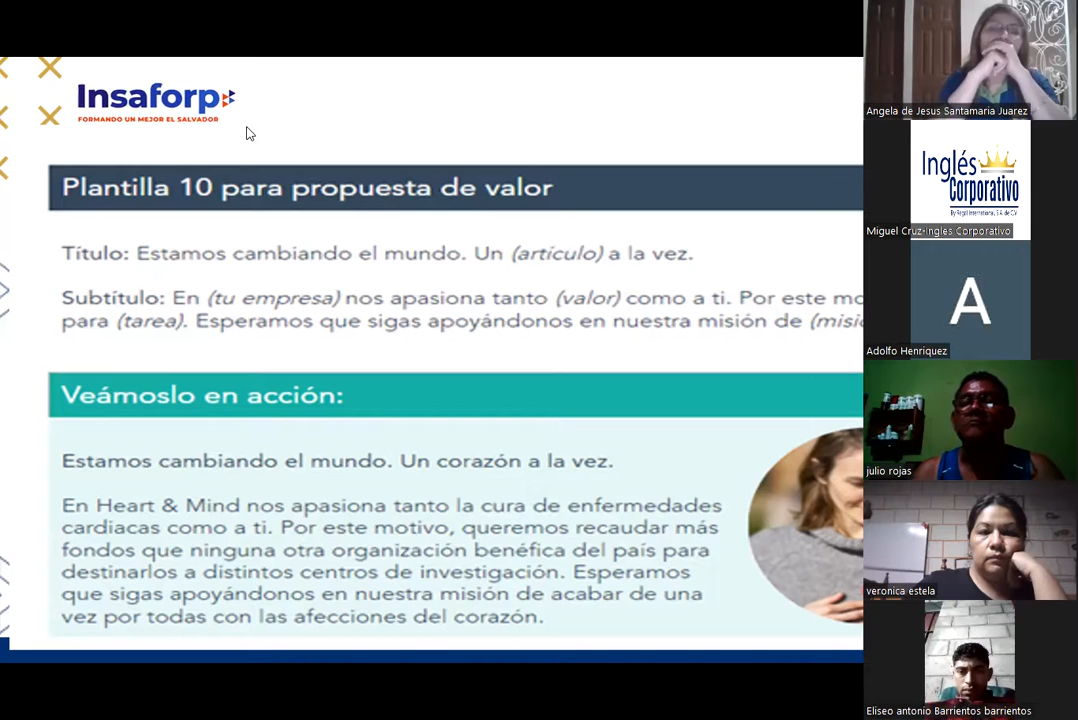 Insaforp
FORMANDO UN MEJOR EL SALVADOR
Plantilla 10 para propuesta de valor
Título: Estamos cambiando el mundo. Un (artículo) a la vez.
Subtítulo: En (tu empresa) nos apasiona tanto (valor) como a ti. Por este mo
para (tarea). Esperamos que sigas apoyándonos en nuestra misión de (misió
Veámoslo en acción:
Estamos cambiando el mundo. Un corazón a la vez.
En Heart & Mind nos apasiona tanto la cura de enfermedades
cardiacas como a ti. Por este motivo, queremos recaudar más
fondos que ninguna otra organización benéfica del país para
destinarlos a distintos centros de investigación. Esperamos
que sigas apoyándonos en nuestra misión de acabar de una
vez por todas con las afecciones del corazón.
Angela de Jesus Santamaria Juarez
Inglés
Corporativo
By Regall International, S.A. de C.V.
Miguel Cruz-Ingles Corporativo
A
Adolfo Henriquez
julio rojas
veronica estela
Eliseo antonio Barrientos barrientos